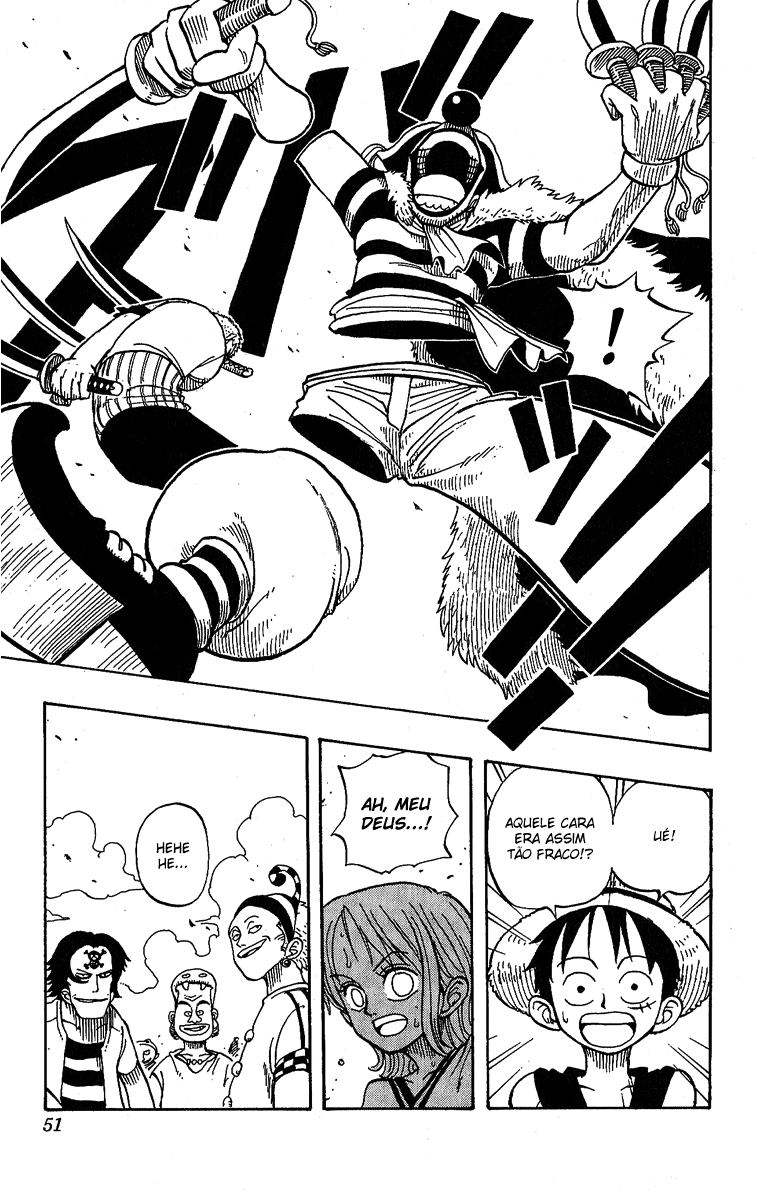 !
UÉ!
AQUELE CARA
ERA ASSIM
TÃO FRACO!?
AH, MEU
DEUS...!
HEHE
HE...
51